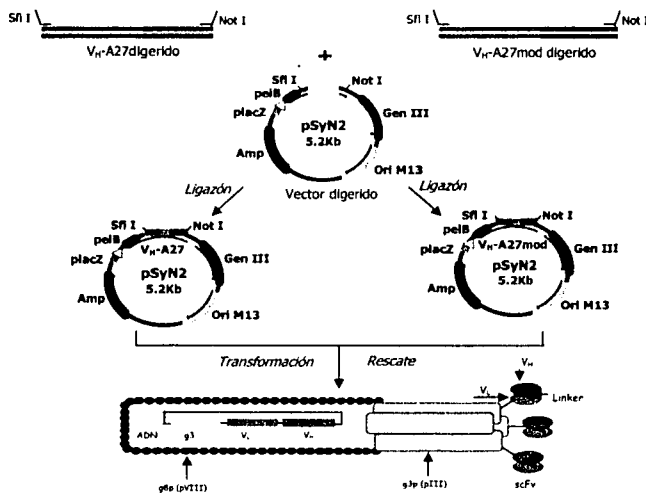 Sfi I
Not I
VH-A27digerido
Sfi I
Not I
VH-A27mod digerido
+
Sfi I
Not I
pelB
placZ
Gen III
pSyN2
5.2Kb
Amp
Ori M13
Vector digerido
Ligazón
Ligazón
Sfi I
Not I
pelB
VH-A27
placZ
Gen III
pSyN2
5.2Kb
Amp
Ori M13
Sfi I
Not I
pelB
VH-A27mod
placZ
Gen III
pSyN2
5.2Kb
Amp
Ori M13
Transformación
Rescate
VH
VL
Linker
ADN
g3
VL
VH
g8p (pVIII)
g3p (pIII)
scFv